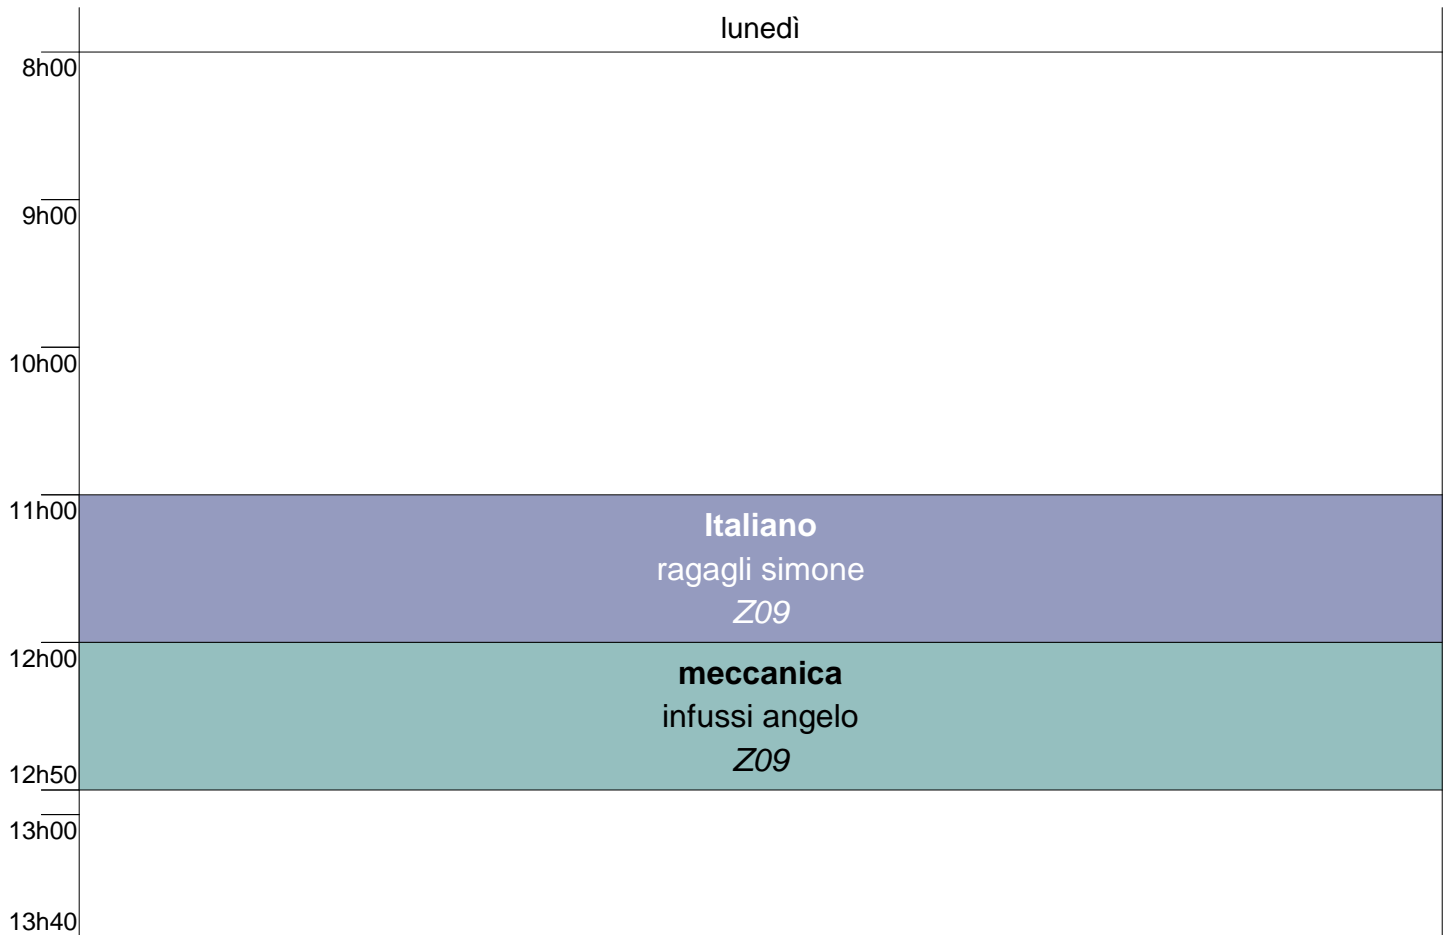 lunedì
8h00
9h00
10h00
11h00
Italiano
ragagli simone
Z09
12h00
meccanica
infussi angelo
Z09
12h50
13h00
13h40